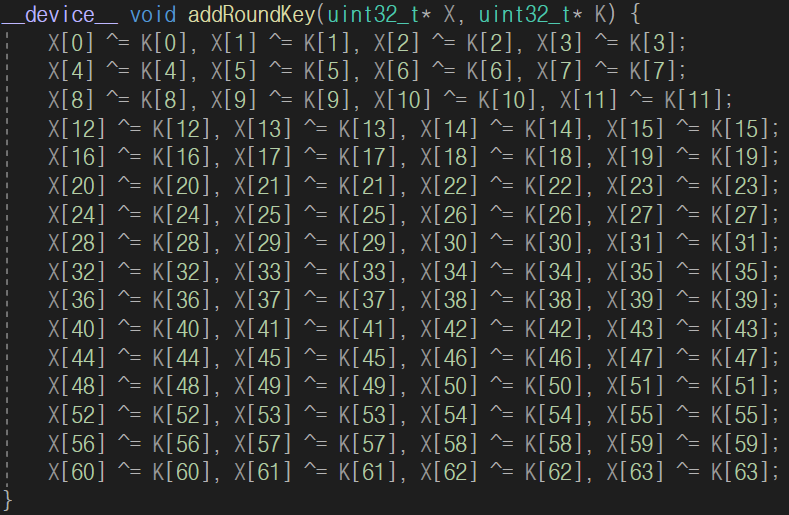 __device__ void addRoundKey(uint32_t* X, uint32_t* K) {
X[0] ^= K[0], X[1] ^= K[1], X[2] ^= K[2], X[3] ^= K[3];
X[4] ^= K[4], X[5] ^= K[5], X[6] ^= K[6], X[7] ^= K[7];
X[8] ^= K[8], X[9] ^= K[9], X[10] ^= K[10], X[11] ^= K[11];
X[12] ^= K[12], X[13] ^= K[13], X[14] ^= K[14], X[15] ^= K[15];
X[16] ^= K[16], X[17] ^= K[17], X[18] ^= K[18], X[19] ^= K[19];
X[20] ^= K[20], X[21] ^= K[21], X[22] ^= K[22], X[23] ^= K[23];
X[24] ^= K[24], X[25] ^= K[25], X[26] ^= K[26], X[27] ^= K[27];
X[28] ^= K[28], X[29] ^= K[29], X[30] ^= K[30], X[31] ^= K[31];
X[32] ^= K[32], X[33] ^= K[33], X[34] ^= K[34], X[35] ^= K[35];
X[36] ^= K[36], X[37] ^= K[37], X[38] ^= K[38], X[39] ^= K[39];
X[40] ^= K[40], X[41] ^= K[41], X[42] ^= K[42], X[43] ^= K[43];
X[44] ^= K[44], X[45] ^= K[45], X[46] ^= K[46], X[47] ^= K[47];
X[48] ^= K[48], X[49] ^= K[49], X[50] ^= K[50], X[51] ^= K[51];
X[52] ^= K[52], X[53] ^= K[53], X[54] ^= K[54], X[55] ^= K[55];
X[56] ^= K[56], X[57] ^= K[57], X[58] ^= K[58], X[59] ^= K[59];
X[60] ^= K[60], X[61] ^= K[61], X[62] ^= K[62], X[63] ^= K[63];
}